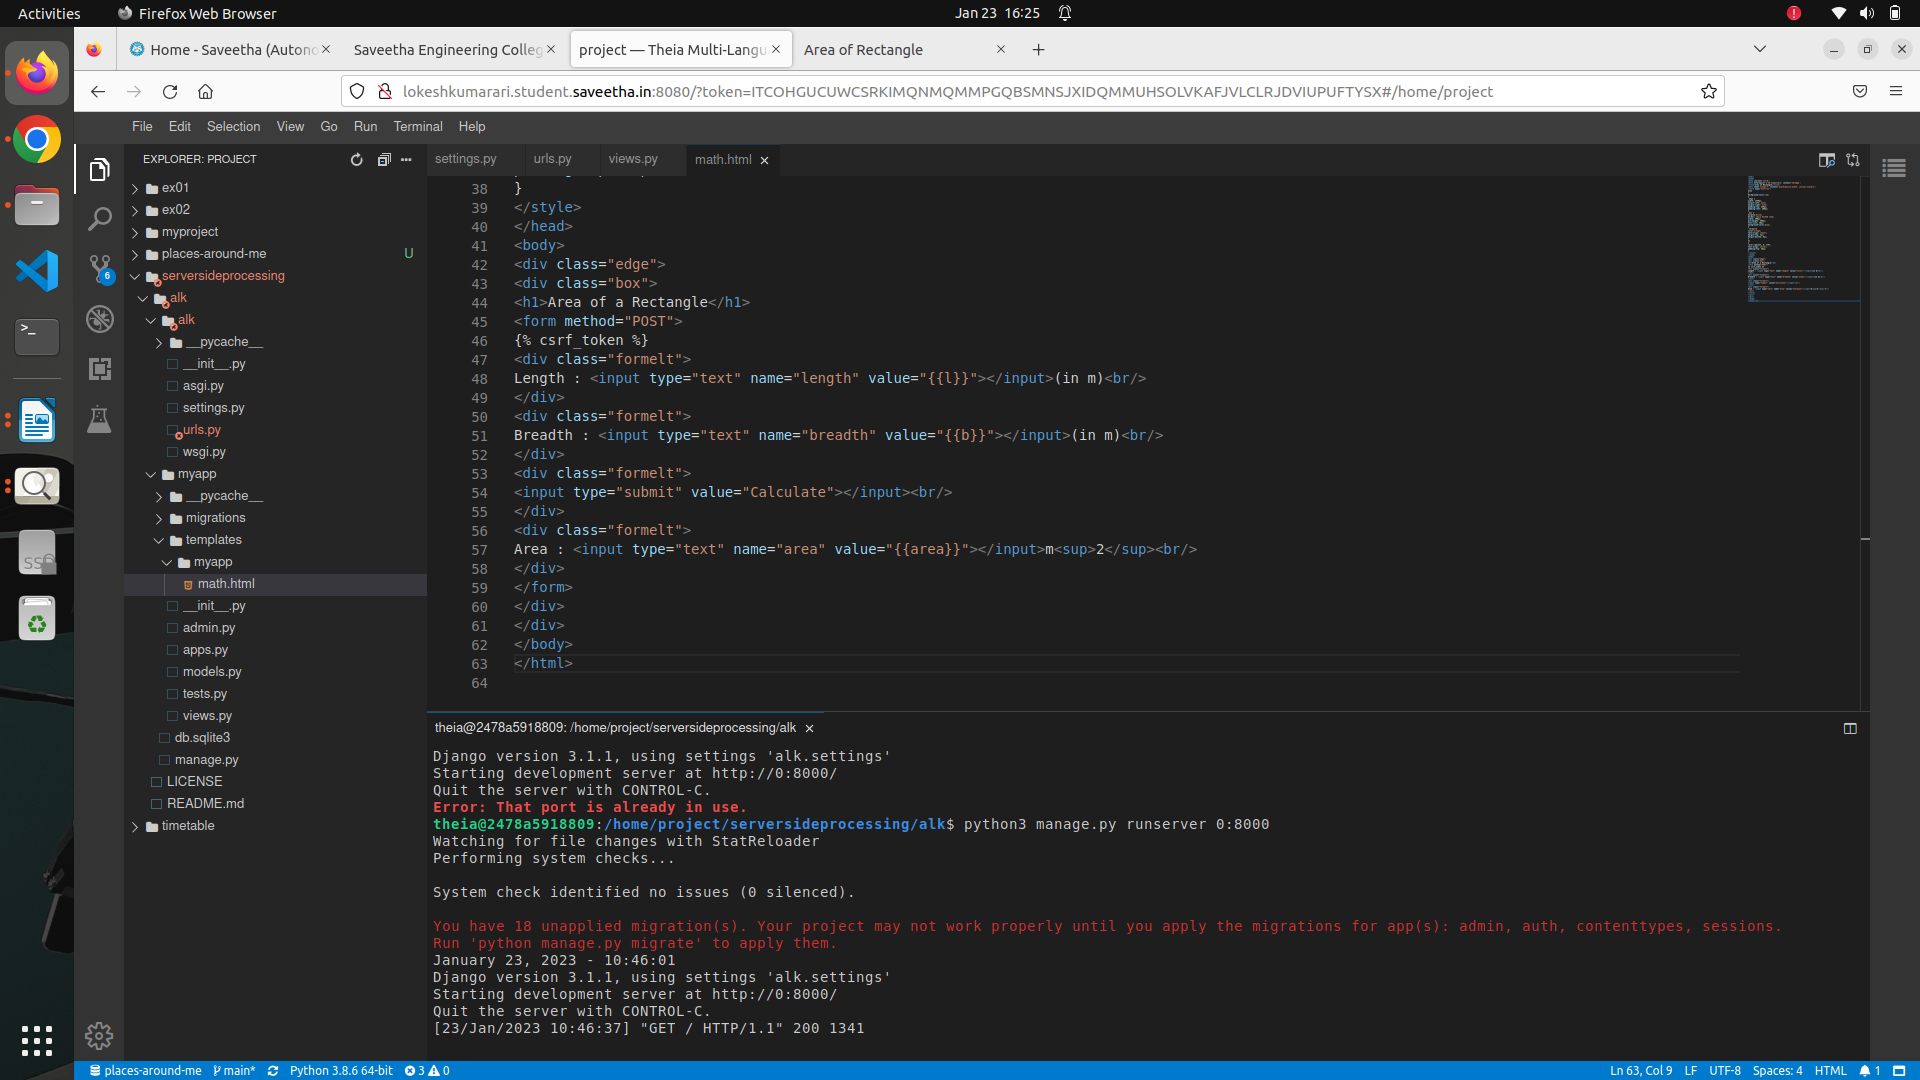 Activities
Firefox Web Browser
Jan 23 16:25
Home - Saveetha (Autono
Saveetha Engineering Colleg
project — Theia Multi-Langu
Area of Rectangle
lokeshkumarari.student.saveetha.in:8080/?token=ITCOHGUCUWCSRKIMQNMQMMPGQBSMNSJXIDQMMUHSOLVKAFJVLCLRJDVIUPUFTYSX#/home/project
File Edit Selection View Go Run Terminal Help
EXPLORER: PROJECT
ex01
ex02
myproject
places-around-me U
serversideprocessing
alk
alk
__pycache__
__init__.py
asgi.py
settings.py
urls.py
wsgi.py
myapp
__pycache__
migrations
templates
myapp
math.html
__init__.py
admin.py
apps.py
models.py
tests.py
views.py
db.sqlite3
manage.py
LICENSE
README.md
timetable
6
settings.py urls.py views.py math.html
38 }
39 </style>
40 </head>
41 <body>
42 <div class="edge">
43 <div class="box">
44 <h1>Area of a Rectangle</h1>
45 <form method="POST">
46 {% csrf_token %}
47 <div class="formelt">
48 Length : <input type="text" name="length" value="{{l}}"></input>(in m)<br/>
49 </div>
50 <div class="formelt">
51 Breadth : <input type="text" name="breadth" value="{{b}}"></input>(in m)<br/>
52 </div>
53 <div class="formelt">
54 <input type="submit" value="Calculate"></input><br/>
55 </div>
56 <div class="formelt">
57 Area : <input type="text" name="area" value="{{area}}"></input>m<sup>2</sup><br/>
58 </div>
59 </form>
60 </div>
61 </div>
62 </body>
63 </html>
64
theia@2478a5918809: /home/project/serversideprocessing/alk
Django version 3.1.1, using settings 'alk.settings'
Starting development server at http://0:8000/
Quit the server with CONTROL-C.
Error: That port is already in use.
theia@2478a5918809:/home/project/serversideprocessing/alk$ python3 manage.py runserver 0:8000
Watching for file changes with StatReloader
Performing system checks...
System check identified no issues (0 silenced).
You have 18 unapplied migration(s). Your project may not work properly until you apply the migrations for app(s): admin, auth, contenttypes, sessions.
Run 'python manage.py migrate' to apply them.
January 23, 2023 - 10:46:01
Django version 3.1.1, using settings 'alk.settings'
Starting development server at http://0:8000/
Quit the server with CONTROL-C.
[23/Jan/2023 10:46:37] "GET / HTTP/1.1" 200 1341
places-around-me main* Python 3.8.6 64-bit 3 0
Ln 63, Col 9 LF UTF-8 Spaces: 4 HTML 1